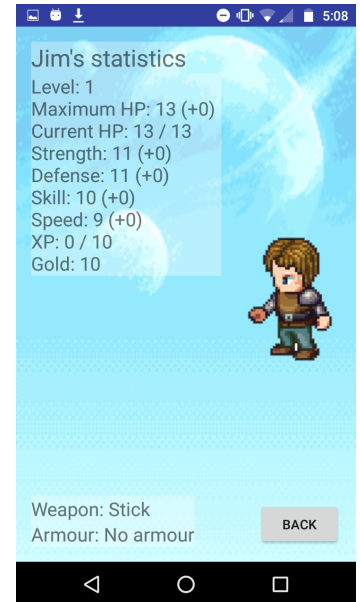 5:08
Jim's statistics
Level: 1
Maximum HP: 13 (+0)
Current HP: 13 / 13
Strength: 11 (+0)
Defense: 11 (+0)
Skill: 10 (+0)
Speed: 9 (+0)
XP: 0 / 10
Gold: 10
Weapon: Stick
Armour: No armour
BACK